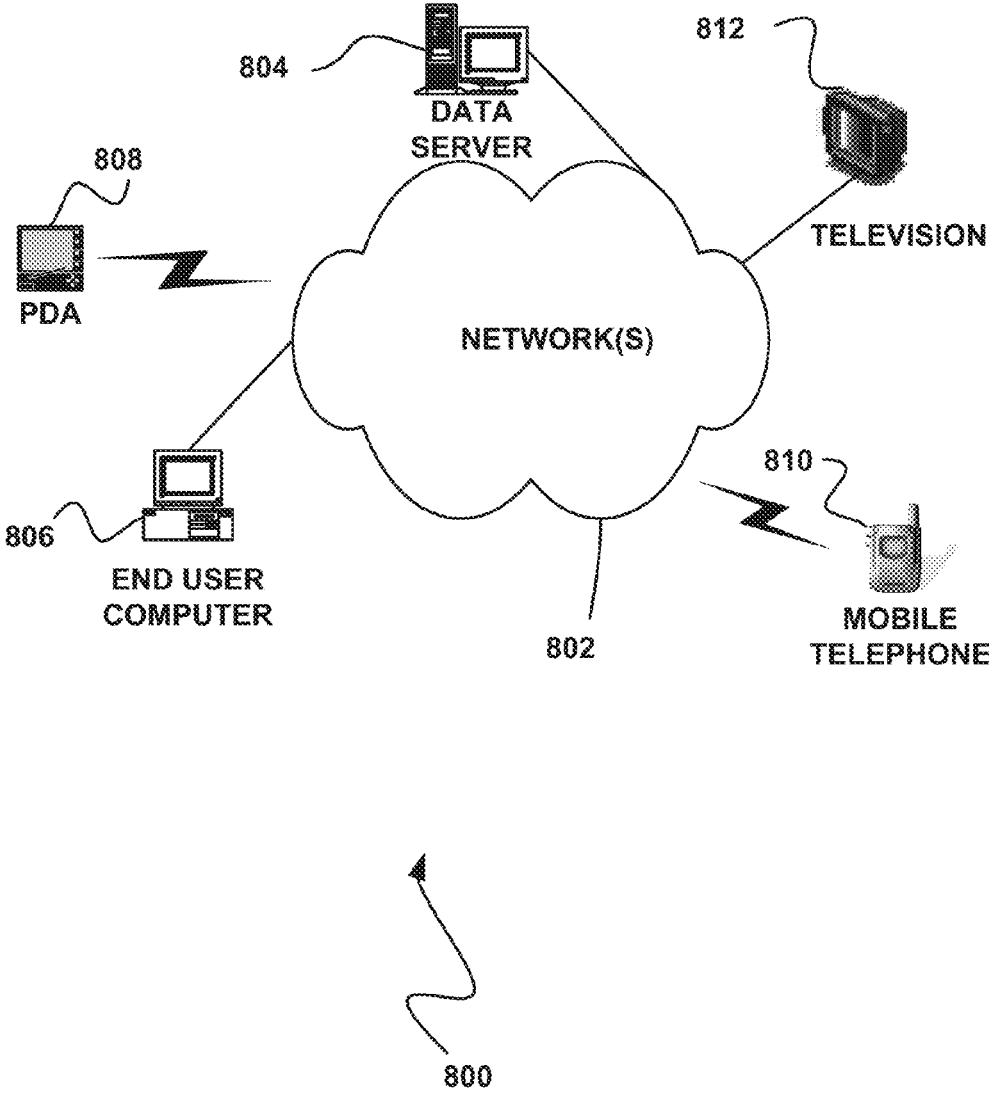 804
DATA
SERVER
812
TELEVISION
808
PDA
NETWORK(S)
806
END USER
COMPUTER
810
MOBILE
TELEPHONE
802
800